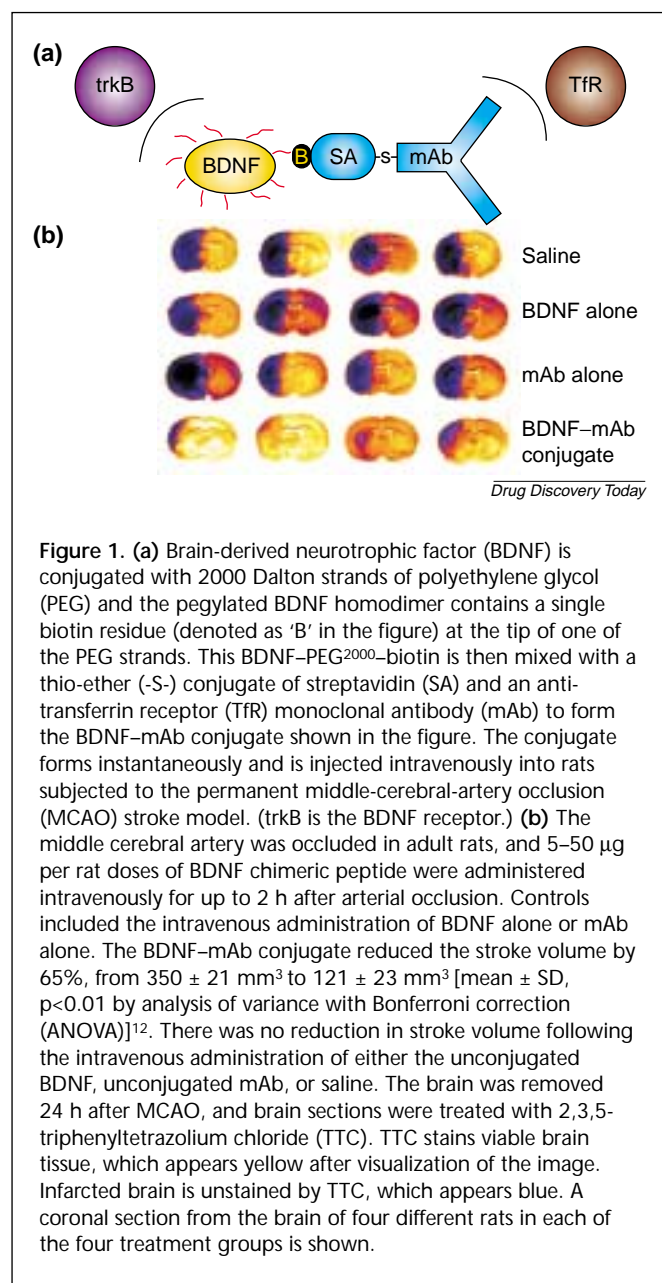 (a)
trkB
TfR
BDNF
B
SA
-s-
mAb
(b)
Saline
BDNF alone
mAb alone
BDNF–mAb
conjugate
Drug Discovery Today
Figure 1. (a) Brain-derived neurotrophic factor (BDNF) is
conjugated with 2000 Dalton strands of polyethylene glycol
(PEG) and the pegylated BDNF homodimer contains a single
biotin residue (denoted as ‘B’ in the figure) at the tip of one of
the PEG strands. This BDNF–PEG²⁰⁰⁰–biotin is then mixed with a
thio-ether (-S-) conjugate of streptavidin (SA) and an anti-
transferrin receptor (TfR) monoclonal antibody (mAb) to form
the BDNF–mAb conjugate shown in the figure. The conjugate
forms instantaneously and is injected intravenously into rats
subjected to the permanent middle-cerebral-artery occlusion
(MCAO) stroke model. (trkB is the BDNF receptor.) (b) The
middle cerebral artery was occluded in adult rats, and 5–50 µg
per rat doses of BDNF chimeric peptide were administered
intravenously for up to 2 h after arterial occlusion. Controls
included the intravenous administration of BDNF alone or mAb
alone. The BDNF–mAb conjugate reduced the stroke volume by
65%, from 350 ± 21 mm³ to 121 ± 23 mm³ [mean ± SD,
p<0.01 by analysis of variance with Bonferroni correction
(ANOVA)]¹². There was no reduction in stroke volume following
the intravenous administration of either the unconjugated
BDNF, unconjugated mAb, or saline. The brain was removed
24 h after MCAO, and brain sections were treated with 2,3,5-
triphenyltetrazolium chloride (TTC). TTC stains viable brain
tissue, which appears yellow after visualization of the image.
Infarcted brain is unstained by TTC, which appears blue. A
coronal section from the brain of four different rats in each of
the four treatment groups is shown.